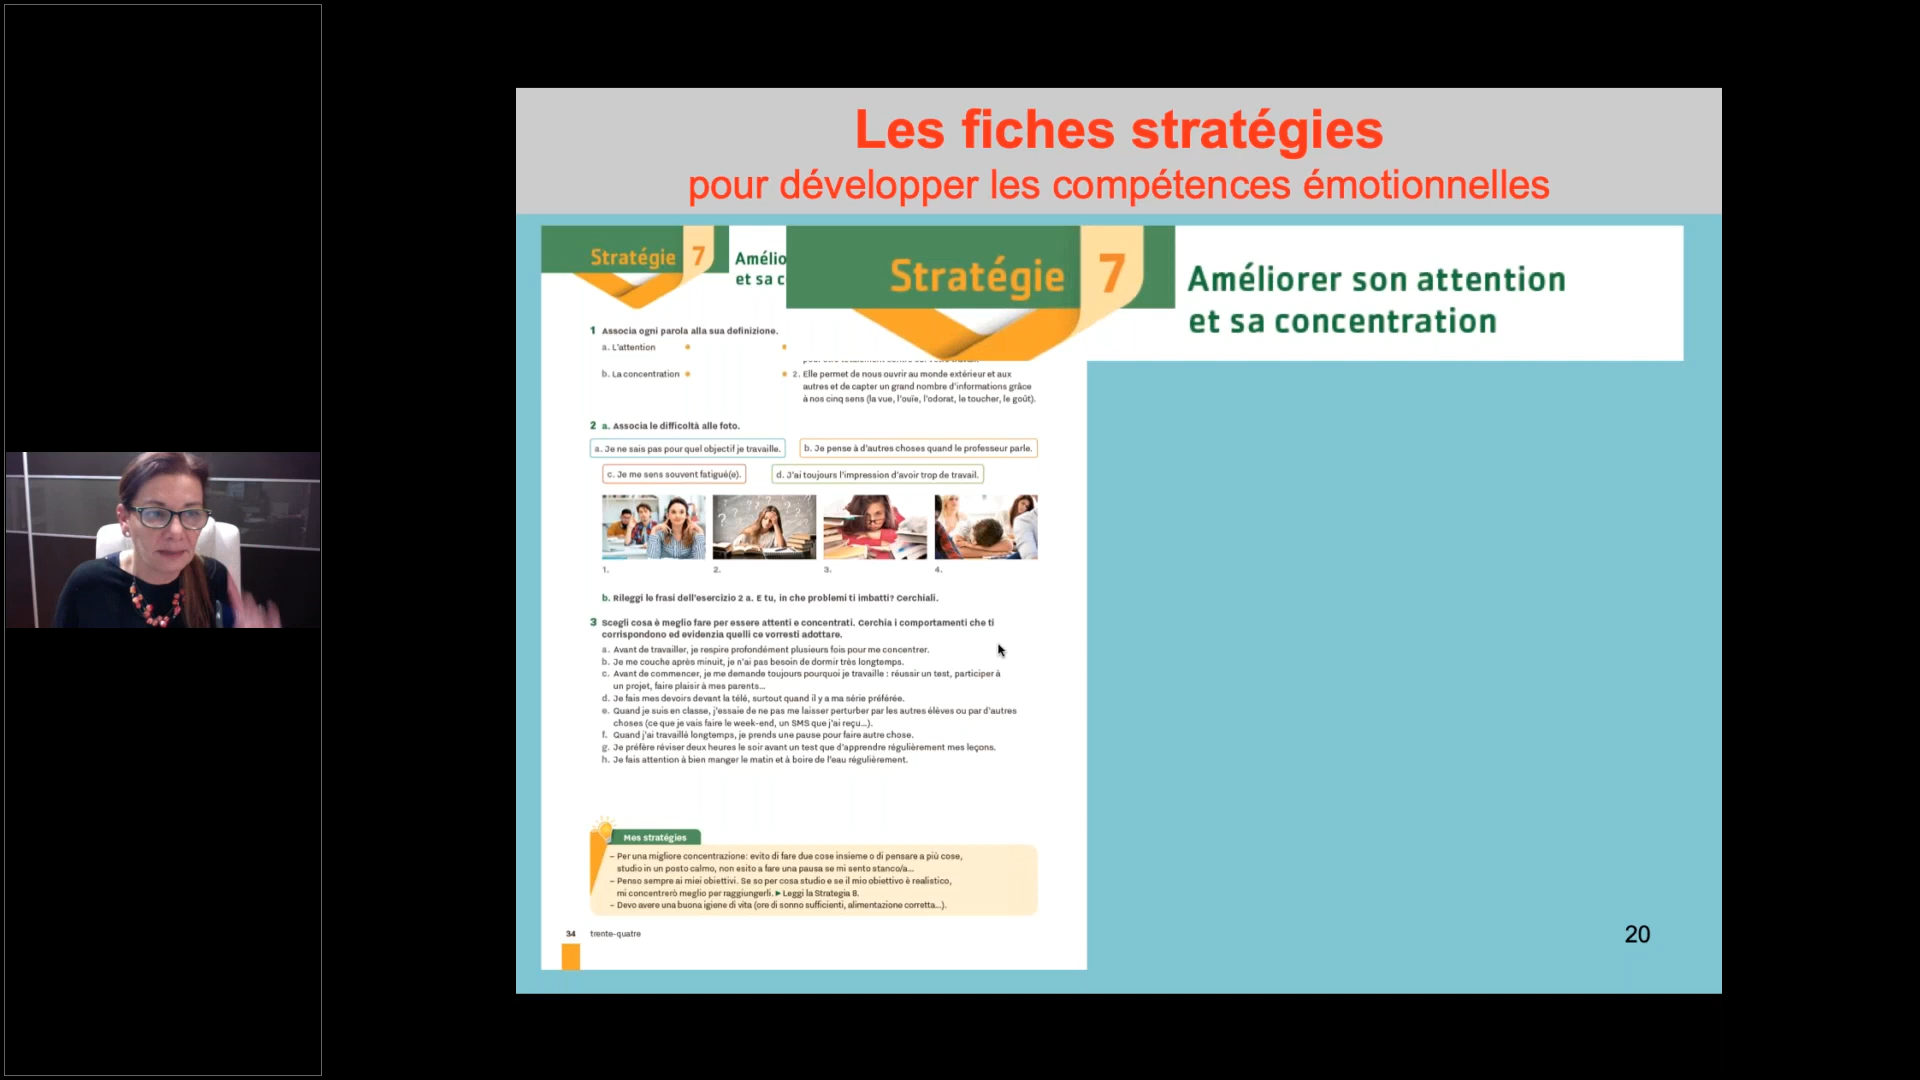 Les fiches stratégies
pour développer les compétences émotionnelles
Stratégie 7
Amélio
et sa c
Stratégie 7
Améliorer son attention
et sa concentration
1 Associa ogni parola alla sua definizione.
a. L'attention
b. La concentration
2. Elle permet de nous ouvrir au monde extérieur et aux
autres et de capter un grand nombre d'informations grâce
à nos cinq sens (la vue, l'ouïe, l'odorat, le toucher, le goût).
2 a. Associa le difficoltà alle foto.
a. Je ne sais pas pour quel objectif je travaille.
b. Je pense à d'autres choses quand le professeur parle.
c. Je me sens souvent fatigué(e).
d. J'ai toujours l'impression d'avoir trop de travail.
1.
2.
3.
4.
b. Rileggi le frasi dell'esercizio 2 a. E tu, in che problemi ti imbatti? Cerchiali.
3 Scegli cosa è meglio fare per essere attenti e concentrati. Cerchia i comportamenti che ti
corrispondono ed evidenzia quelli ce vorresti adottare.
a. Avant de travailler, je respire profondément plusieurs fois pour me concentrer.
b. Je me couche après minuit, je n'ai pas besoin de dormir très longtemps.
c. Avant de commencer, je me demande toujours pourquoi je travaille : réussir un test, participer à
un projet, faire plaisir à mes parents...
d. Je fais mes devoirs devant la télé, surtout quand il y a ma série préférée.
e. Quand je suis en classe, j'essaie de ne pas me laisser perturber par les autres élèves ou par d'autres
choses (ce que je vais faire le week-end, un SMS que j'ai reçu...).
f. Quand j'ai travaillé longtemps, je prends une pause pour faire autre chose.
g. Je préfère réviser deux heures le soir avant un test que d'apprendre régulièrement mes leçons.
h. Je fais attention à bien manger le matin et à boire de l'eau régulièrement.
Mes stratégies
– Per una migliore concentrazione: evito di fare due cose insieme o di pensare a più cose,
studio in un posto calmo, non esito a fare una pausa se mi sento stanco/a...
– Penso sempre ai miei obiettivi. Se so per cosa studio e se il mio obiettivo è realistico,
mi concentrerò meglio per raggiungerli. ▶ Leggi la Strategia 8.
– Devo avere una buona igiene di vita (ore di sonno sufficienti, alimentazione corretta...).
34 trente-quatre
20